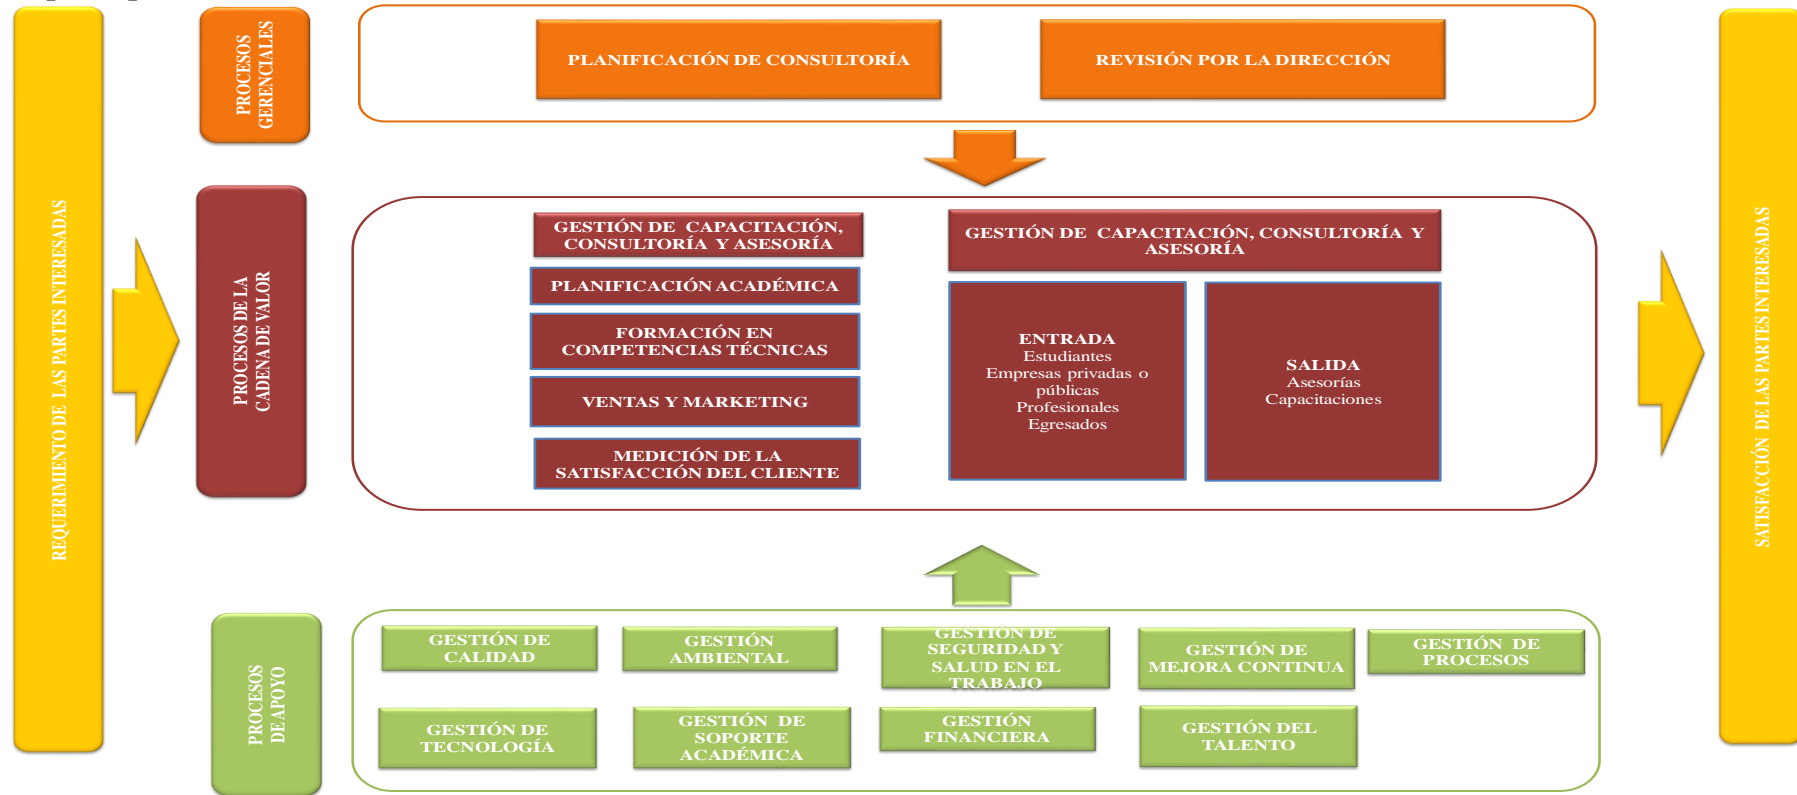 REQUERIMIENTO DE LAS PARTES INTERESADAS
PROCESOS
GERENCIALES
PLANIFICACIÓN DE CONSULTORÍA
REVISIÓN POR LA DIRECCIÓN
PROCESOS DE LA
CADENA DE VALOR
GESTIÓN DE CAPACITACIÓN,
CONSULTORÍA Y ASESORÍA
PLANIFICACIÓN ACADÉMICA
FORMACIÓN EN
COMPETENCIAS TÉCNICAS
VENTAS Y MARKETING
MEDICIÓN DE LA
SATISFACCIÓN DEL CLIENTE
GESTIÓN DE CAPACITACIÓN, CONSULTORÍA Y
ASESORÍA
ENTRADA
Estudiantes
Empresas privadas o
públicas
Profesionales
Egresados
SALIDA
Asesorías
Capacitaciones
PROCESOS
DE APOYO
GESTIÓN DE
CALIDAD
GESTIÓN
AMBIENTAL
GESTIÓN DE
SEGURIDAD Y
SALUD EN EL
TRABAJO
GESTIÓN DE
MEJORA CONTINUA
GESTIÓN DE
PROCESOS
GESTIÓN DE
TECNOLOGÍA
GESTIÓN DE
SOPORTE
ACADÉMICA
GESTIÓN
FINANCIERA
GESTIÓN DEL
TALENTO
SATISFACCIÓN DE LAS PARTES INTERESADAS